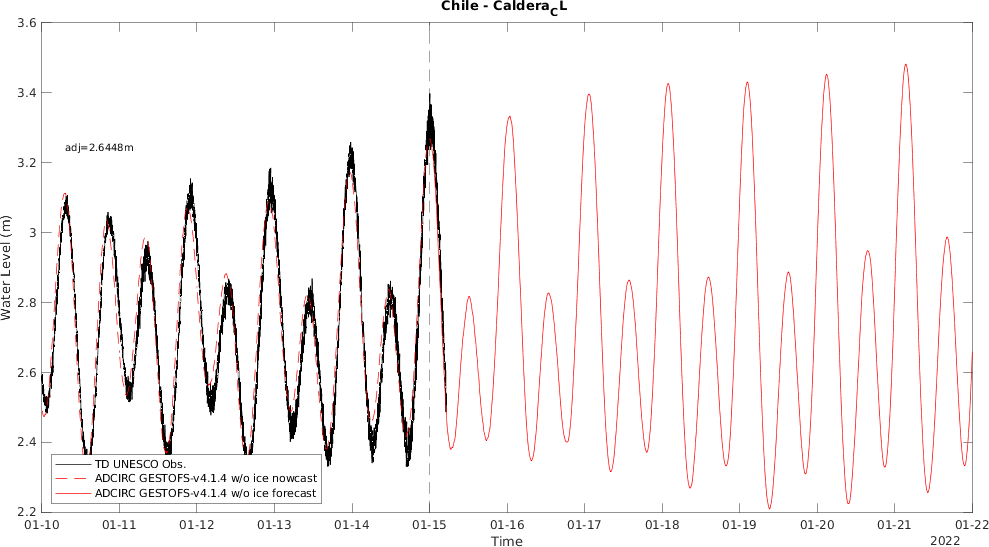 Chile - Caldera_CL
3.6
3.4
3.2
3
2.8
2.6
2.4
2.2
Water Level (m)
adj=2.6448m
TD UNESCO Obs.
ADCIRC GESTOFS-v4.1.4 w/o ice nowcast
ADCIRC GESTOFS-v4.1.4 w/o ice forecast
01-10 01-11 01-12 01-13 01-14 01-15 01-16 01-17 01-18 01-19 01-20 01-21 01-22
Time
2022